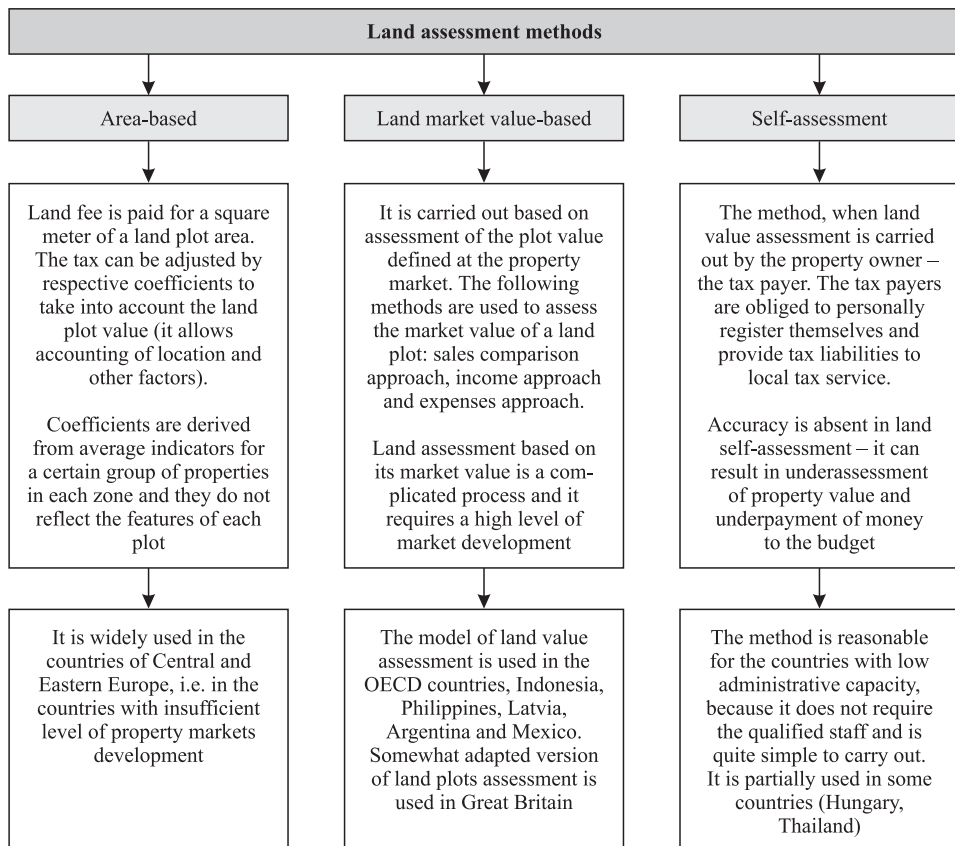 Land assessment methods
Area-based
Land market value-based
Self-assessment
Land fee is paid for a square
meter of a land plot area.
The tax can be adjusted by
respective coefficients to
take into account the land
plot value (it allows
accounting of location and
other factors).
Coefficients are derived
from average indicators for
a certain group of properties
in each zone and they do not
reflect the features of each
plot
It is carried out based on
assessment of the plot value
defined at the property
market. The following
methods are used to assess
the market value of a land
plot: sales comparison
approach, income approach
and expenses approach.
Land assessment based on
its market value is a com-
plicated process and it
requires a high level of
market development
The method, when land
value assessment is carried
out by the property owner –
the tax payer. The tax payers
are obliged to personally
register themselves and
provide tax liabilities to
local tax service.
Accuracy is absent in land
self-assessment – it can
result in underassessment
of property value and
underpayment of money
to the budget
It is widely used in the
countries of Central and
Eastern Europe, i.e. in the
countries with insufficient
level of property markets
development
The model of land value
assessment is used in the
OECD countries, Indonesia,
Philippines, Latvia,
Argentina and Mexico.
Somewhat adapted version
of land plots assessment is
used in Great Britain
The method is reasonable
for the countries with low
administrative capacity,
because it does not require
the qualified staff and is
quite simple to carry out.
It is partially used in some
countries (Hungary,
Thailand)